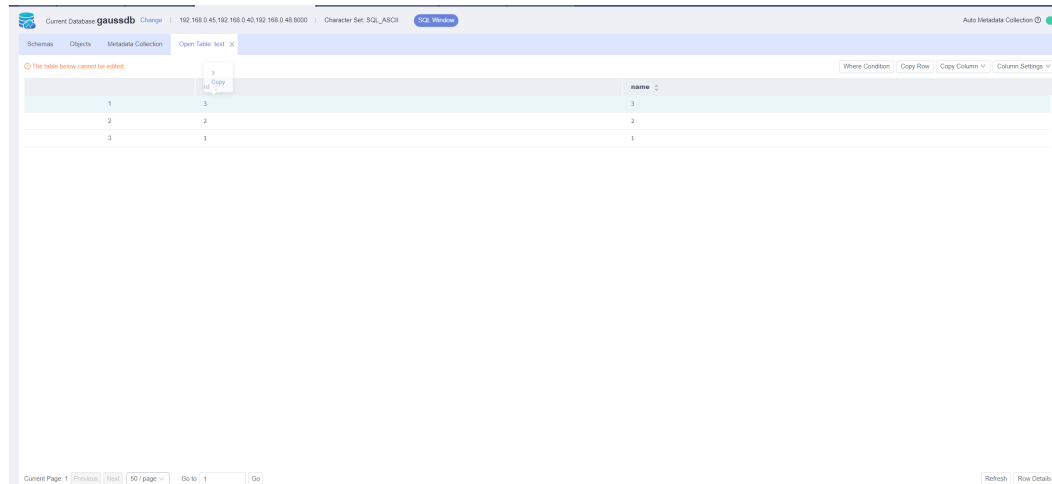 Current Database: gaussdb Change | 192.168.0.45,192.168.0.40,192.168.0.48:8000 | Character Set: SQL_ASCII SQL Window Auto Metadata Collection
Schemas Objects Metadata Collection Open Table: test
The table below cannot be edited. Where Condition Copy Row Copy Column Column Settings
3
Copy
id name
1 3 3
2 2 2
3 1 1
Current Page: 1 Previous Next 50 / page Go to 1 Go Refresh Row Details